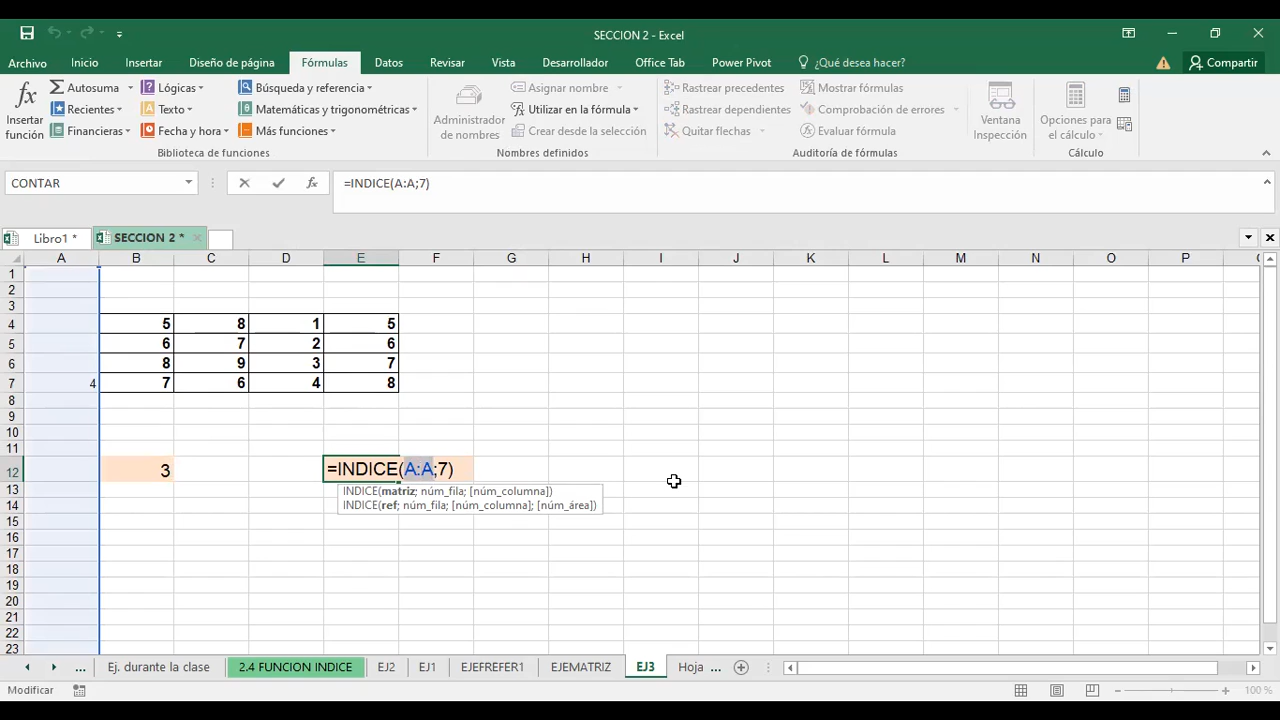 SECCION 2 - Excel
Archivo Inicio Insertar Diseño de página Fórmulas Datos Revisar Vista Desarrollador Office Tab Power Pivot ¿Qué desea hacer? Compartir
fx Insertar función
Autosuma
Recientes
Financieras
Lógicas
Texto
Fecha y hora
Búsqueda y referencia
Matemáticas y trigonométricas
Más funciones
Biblioteca de funciones
Administrador de nombres
Asignar nombre
Utilizar en la fórmula
Crear desde la selección
Nombres definidos
Rastrear precedentes
Rastrear dependientes
Quitar flechas
Mostrar fórmulas
Comprobación de errores
Evaluar fórmula
Ventana Inspección
Auditoría de fórmulas
Opciones para el cálculo
Cálculo
CONTAR fx =INDICE(A:A;7)
Libro1 * SECCION 2 *
A B C D E F G H I J K L M N O P
1
2
3
4 5 8 1 5
5 6 7 2 6
6 8 9 3 7
7 4 7 6 4 8
8
9
10
11
12 3 =INDICE(A:A;7)
13 INDICE(matriz; núm_fila; [núm_columna])
14 INDICE(ref; núm_fila; [núm_columna]; [núm_área])
15
16
17
18
19
20
21
22
23
... Ej. durante la clase 2.4 FUNCION INDICE EJ2 EJ1 EJEFREFER1 EJEMATRIZ EJ3 Hoja ...
Modificar 100 %